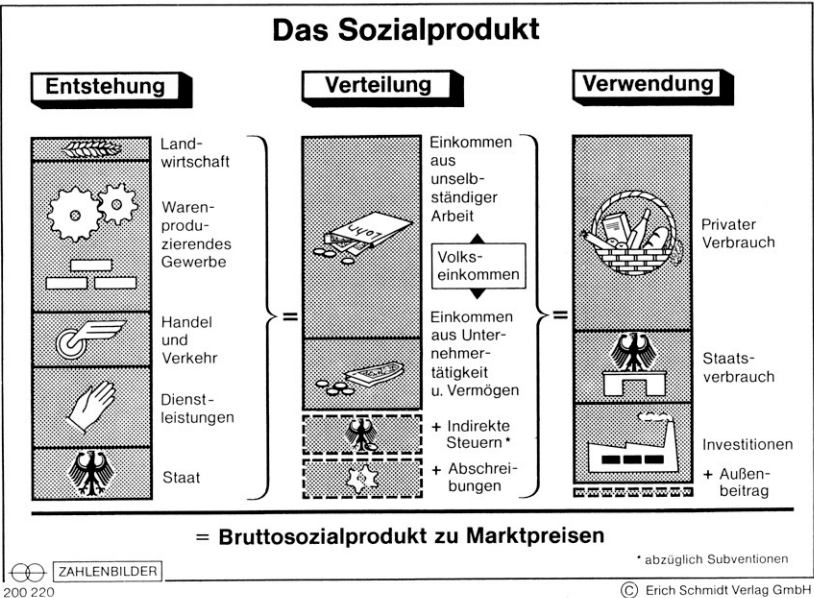 Das Sozialprodukt
Entstehung
Verteilung
Verwendung
Land-
wirtschaft
Waren-
produ-
zierendes
Gewerbe
Handel
und
Verkehr
Dienst-
leistungen
Staat
=
Lohn
Einkommen
aus
unselb-
ständiger
Arbeit
Volks-
einkommen
Einkommen
aus Unter-
nehmer-
tätigkeit
u. Vermögen
+ Indirekte
Steuern*
+ Abschrei-
bungen
=
Privater
Verbrauch
Staats-
verbrauch
Investitionen
+ Außen-
beitrag
= Bruttosozialprodukt zu Marktpreisen
* abzüglich Subventionen
ZAHLENBILDER
200 220
© Erich Schmidt Verlag GmbH